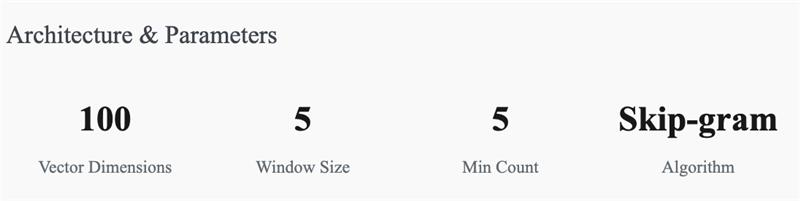 Architecture & Parameters
100
5
5
Skip-gram
Vector Dimensions
Window Size
Min Count
Algorithm